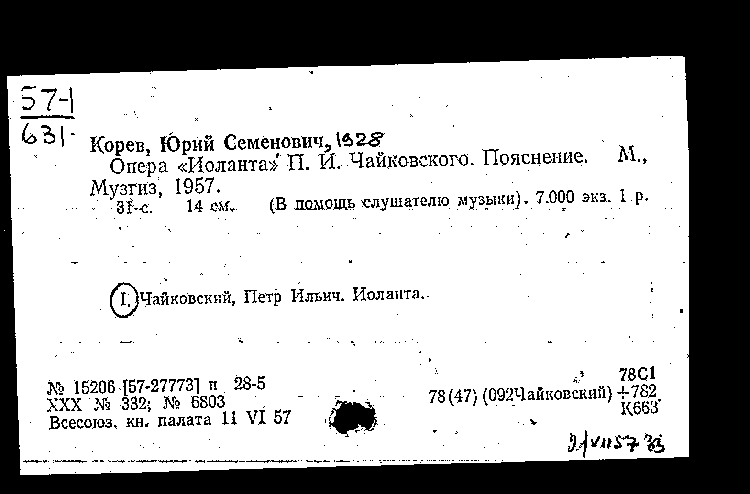 57-1
631
Корев, Юрий Семенович, 1928
Опера «Иоланта» П. И. Чайковского. Пояснение. М.,
Музгиз, 1957.
31 с. 14 см. (В помощь слушателю музыки). 7.000 экз. 1 р.
I. Чайковский, Петр Ильич. Иоланта.
№ 15206 [57-27773] п 28-5 78С1
XXX № 332; № 6803 78(47)(092Чайковский)+782
Всесоюз. кн. палата 11 VI 57 К663